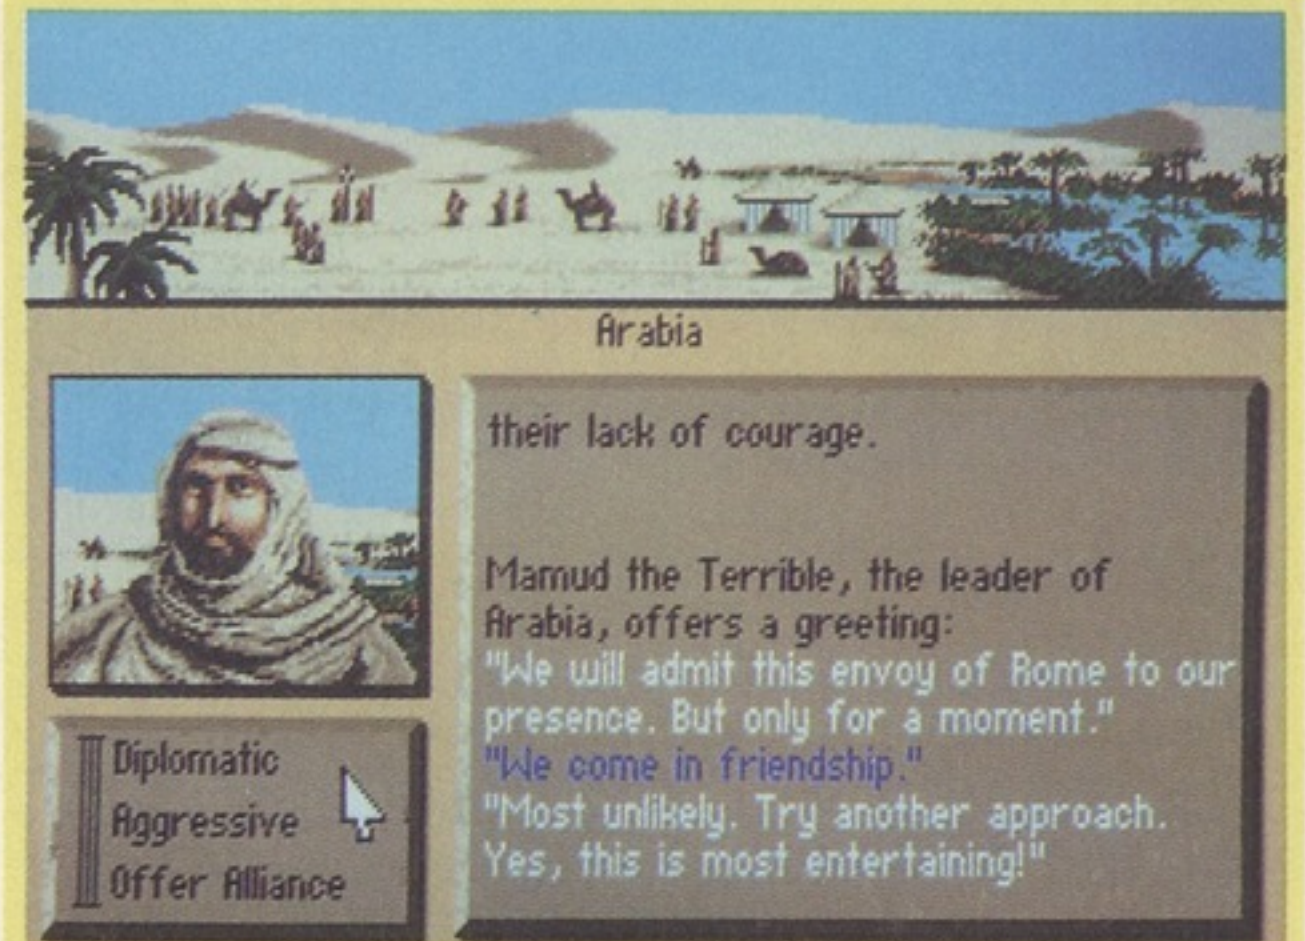 Arabia
their lack of courage.
Mamud the Terrible, the leader of
Arabia, offers a greeting:
"We will admit this envoy of Rome to our
presence. But only for a moment."
"We come in friendship."
"Most unlikely. Try another approach.
Yes, this is most entertaining!"
Diplomatic
Aggressive
Offer Alliance